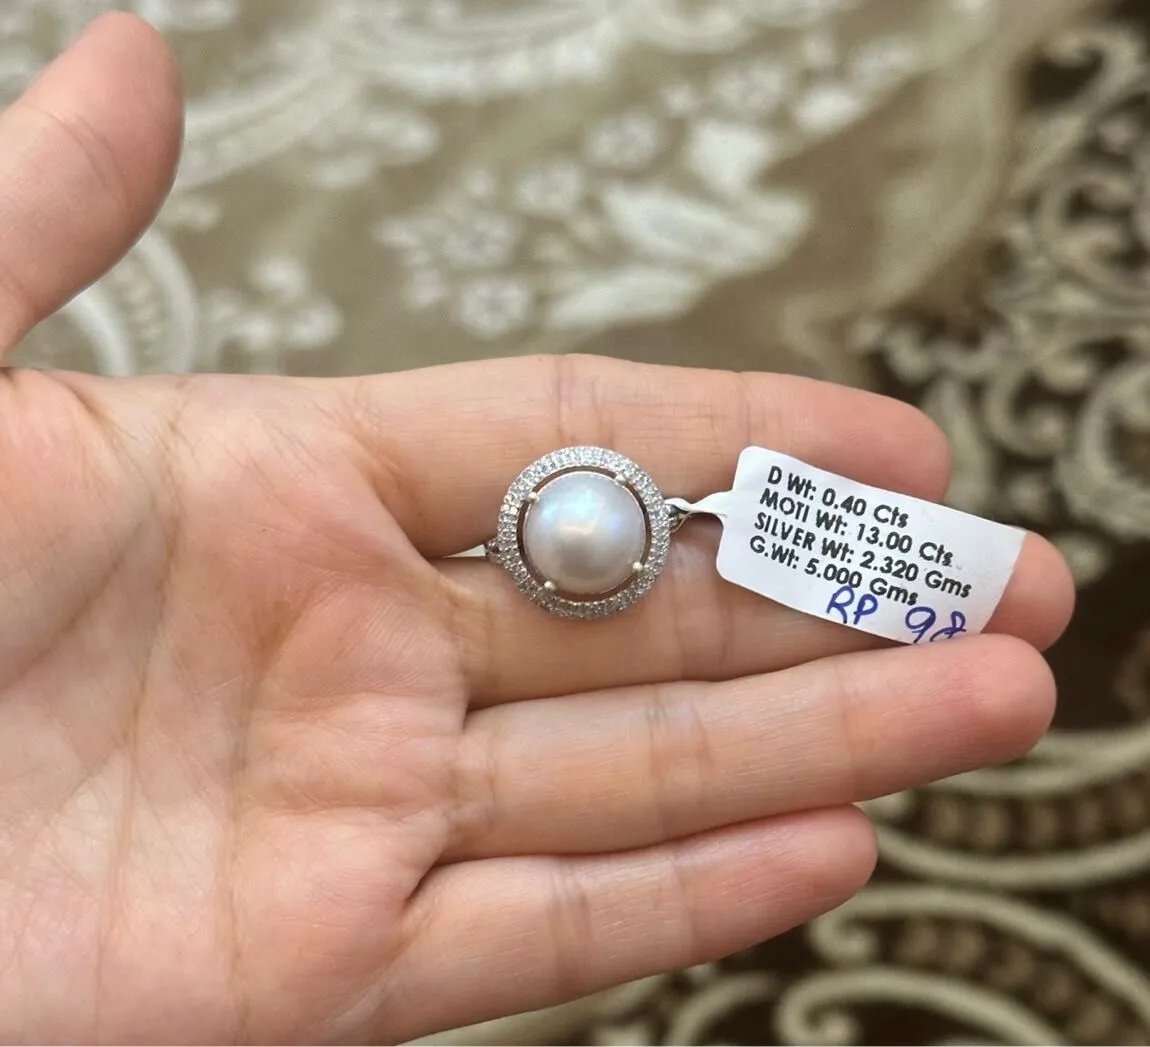 D Wt: 0.40 Cts
MOTI Wt: 13.00 Cts
SILVER Wt: 2.320 Gms
G.Wt: 5.000 Gms
RP 98